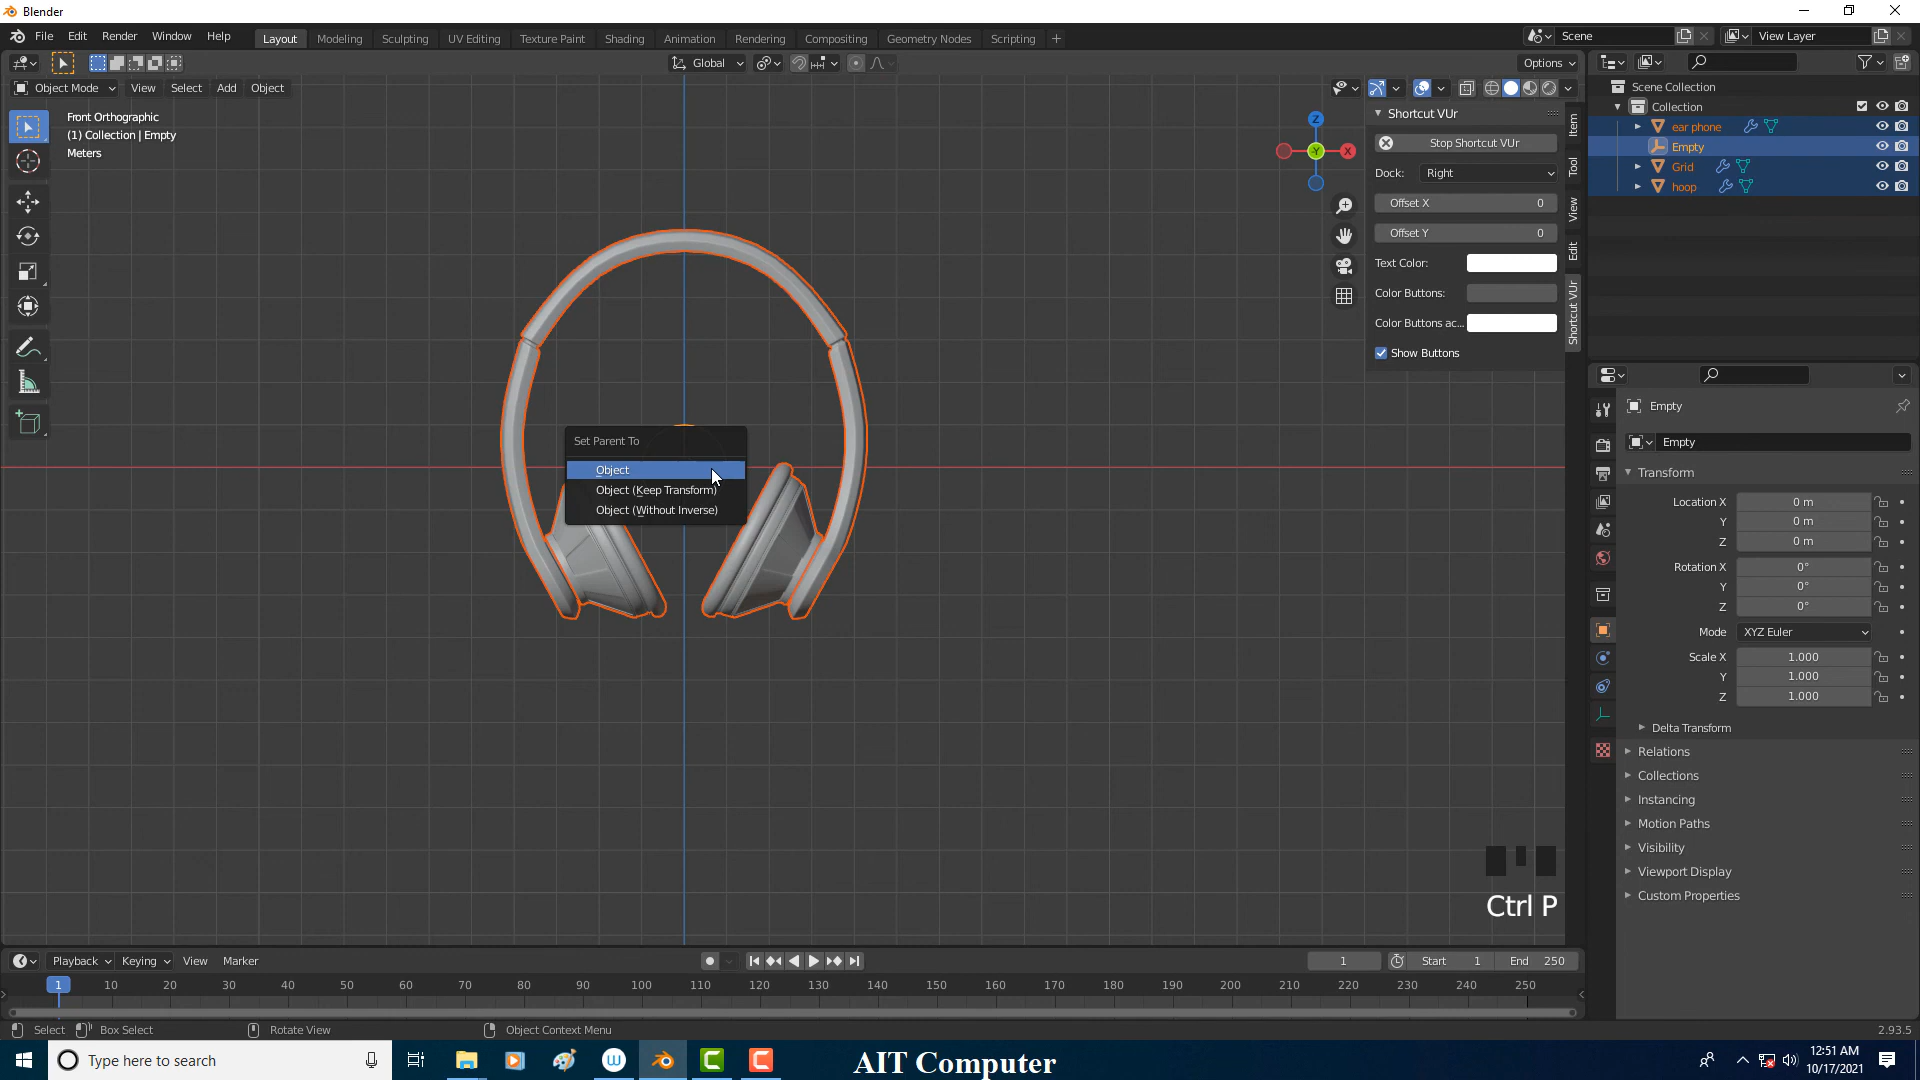 Blender
File Edit Render Window Help
Layout Modeling Sculpting UV Editing Texture Paint Shading Animation Rendering Compositing Geometry Nodes Scripting +
Scene
View Layer
Global
Options
Object Mode View Select Add Object
Front Orthographic
(1) Collection | Empty
Meters
Z
-Y
X
Shortcut VUr
Stop Shortcut VUr
Dock: Right
Offset X 0
Offset Y 0
Text Color:
Color Buttons:
Color Buttons ac...
Show Buttons
Item
Tool
View
Edit
Shortcut VUr
Scene Collection
Collection
ear phone
Empty
Grid
hoop
Set Parent To
Object
Object (Keep Transform)
Object (Without Inverse)
Empty
Empty
Transform
Location X 0 m
Y 0 m
Z 0 m
Rotation X 0°
Y 0°
Z 0°
Mode XYZ Euler
Scale X 1.000
Y 1.000
Z 1.000
Delta Transform
Relations
Collections
Instancing
Motion Paths
Visibility
Viewport Display
Custom Properties
Ctrl P
Playback Keying View Marker
1
Start 1 End 250
1 10 20 30 40 50 60 70 80 90 100 110 120 130 140 150 160 170 180 190 200 210 220 230 240 250
Select Box Select Rotate View Object Context Menu
2.93.5
Type here to search
AIT Computer
12:51 AM
10/17/2021